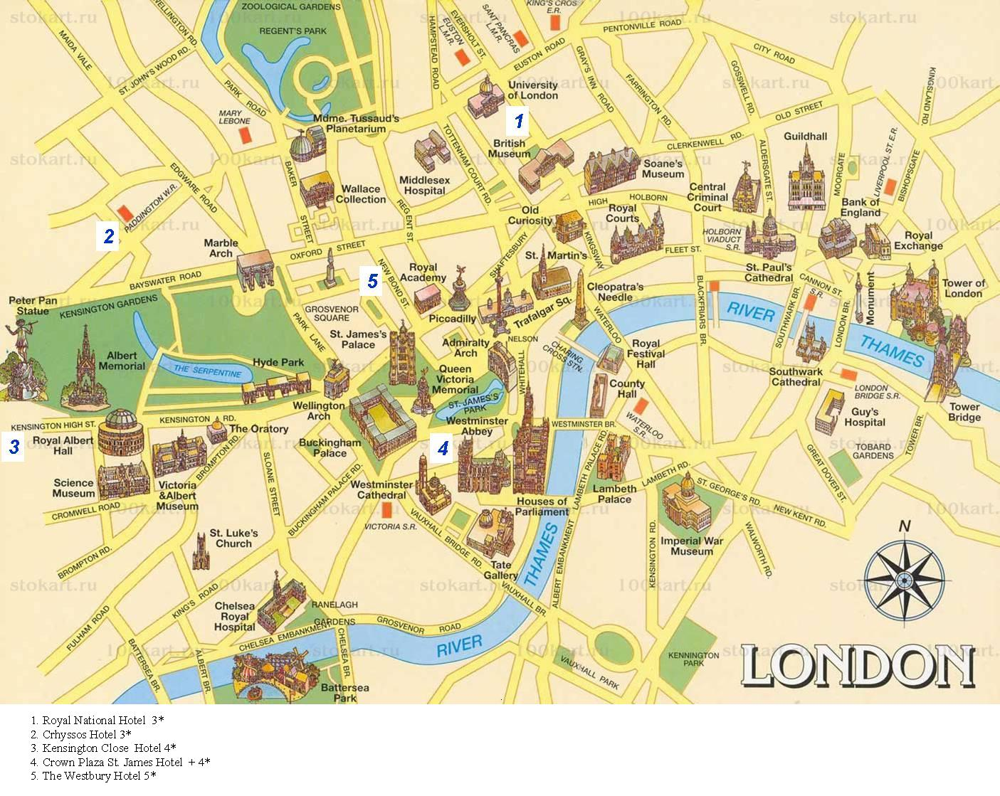 ZOOLOGICAL GARDENS
REGENT'S PARK
WELLINGTON RD.
MAIDA VALE
ST. JOHN'S WOOD RD.
PARK ROAD
MARY
LEBONE
HAMPSTEAD ROAD
EVERSHOLT ST.
EUSTON
L.M.R.
SANT PANCRAS
L.M.R.
KING'S CROS
E.R.
EUSTON ROAD
PENTONVILLE ROAD
CITY ROAD
GRAY'S INN ROAD
FARRINGTON RD.
GOSSWELL RD.
OLD STREET
KINGSLAND RD.
University
of London
1
Mdme. Tussaud's
Planetarium
British
Museum
Middlesex
Hospital
TOTTENHAM COURT RD.
CLERKENWELL RD.
ALDERSGATE ST.
Guildhall
MOORGATE
LIVERPOOL ST. E.R.
BISHOPSGATE
Soane's
Museum
Central
Criminal
Court
Bank of
England
Royal
Exchange
EDGWARE ROAD
PADDINGTON W.R.
2
BAKER
STREET
Wallace
Collection
REGENT ST.
Old
Curiosity
HIGH
HOLBORN
Royal
Courts
HOLBORN
VIADUCT
S.R.
FLEET ST.
KINGSWAY
Marble
Arch
OXFORD STREET
BAYSWATER ROAD
KENSINGTON GARDENS
Peter Pan
Statue
NEW BOND ST.
5
Royal
Academy
SHAFTESBURY
St. Martin's
St. Paul's
Cathedral
CANNON ST.
S.R.
Monument
Tower of
London
Cleopatra's
Needle
Piccadilly
Trafalgar Sq.
GROSVENOR
SQUARE
PARK LANE
St. James's
Palace
Admiralty
Arch
NELSON
WHITEHALL
CHARING
CROSS STN.
WATERLOO
BLACKFRIARS BR.
RIVER
SOUTHWARK BR.
LONDON BR.
THAMES
Royal
Festival
Hall
County
Hall
Southwark
Cathedral
LONDON
BRIDGE S.R.
Guy's
Hospital
Tower
Bridge
TOWER BR.
TOBARD
GARDENS
GREAT DOVER ST.
Albert
Memorial
THE SERPENTINE
Hyde Park
Wellington
Arch
Queen
Victoria
Memorial
ST. JAMES'S
PARK
Westminster
Abbey
WESTMINSTER BR.
WATERLOO
S.R.
KENSINGTON HIGH ST.
KENSINGTON RD.
3
Royal Albert
Hall
The Oratory
BROMPTON RD.
Buckingham
Palace
4
Science
Museum
Victoria
&Albert
Museum
CROMWELL ROAD
SLOANE STREET
BUCKINGHAM PALACE RD.
Westminster
Cathedral
VICTORIA S.R.
VAUXHALL BRIDGE RD.
Houses of
Parliament
LAMBETH PALACE RD.
Lambeth
Palace
LAMBETH RD.
ST. GEORGE'S RD.
NEW KENT RD.
WALWORTH RD.
Imperial War
Museum
KENSINGTON RD.
St. Luke's
Church
BROMPTON RD.
KING'S ROAD
FULHAM ROAD
Tate
Gallery
THAMES
ALBERT EMBANKMENT
VAUXHALL BR.
Chelsea
Royal
Hospital
RANELAGH
GARDENS
CHELSEA EMBANKMENT
GROSVENOR ROAD
RIVER
BATTERSEA BR.
ALBERT BR.
CHELSEA BR.
Battersea
Park
VAUXHALL PARK
KENNINGTON
PARK
N
LONDON
1. Royal National Hotel 3*
2. Crhyssos Hotel 3*
3. Kensington Close Hotel 4*
4. Crown Plaza St. James Hotel + 4*
5. The Westbury Hotel 5*